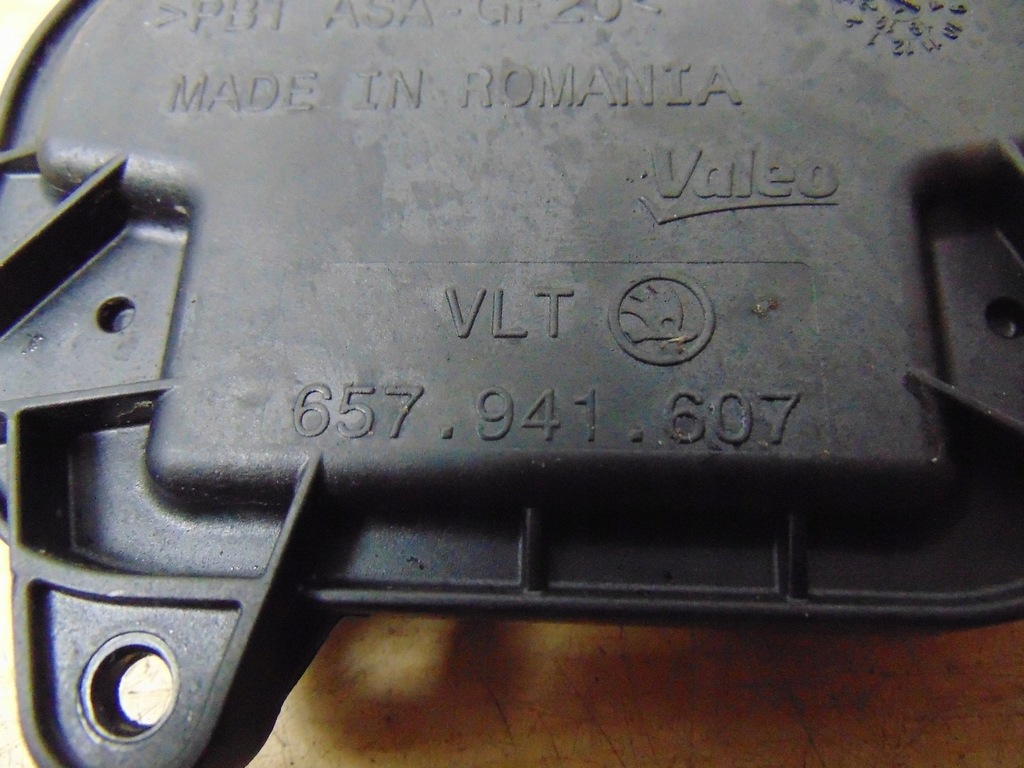 >PBT ASA-GF20<
MADE IN ROMANIA
Valeo
VLT
657.941.607